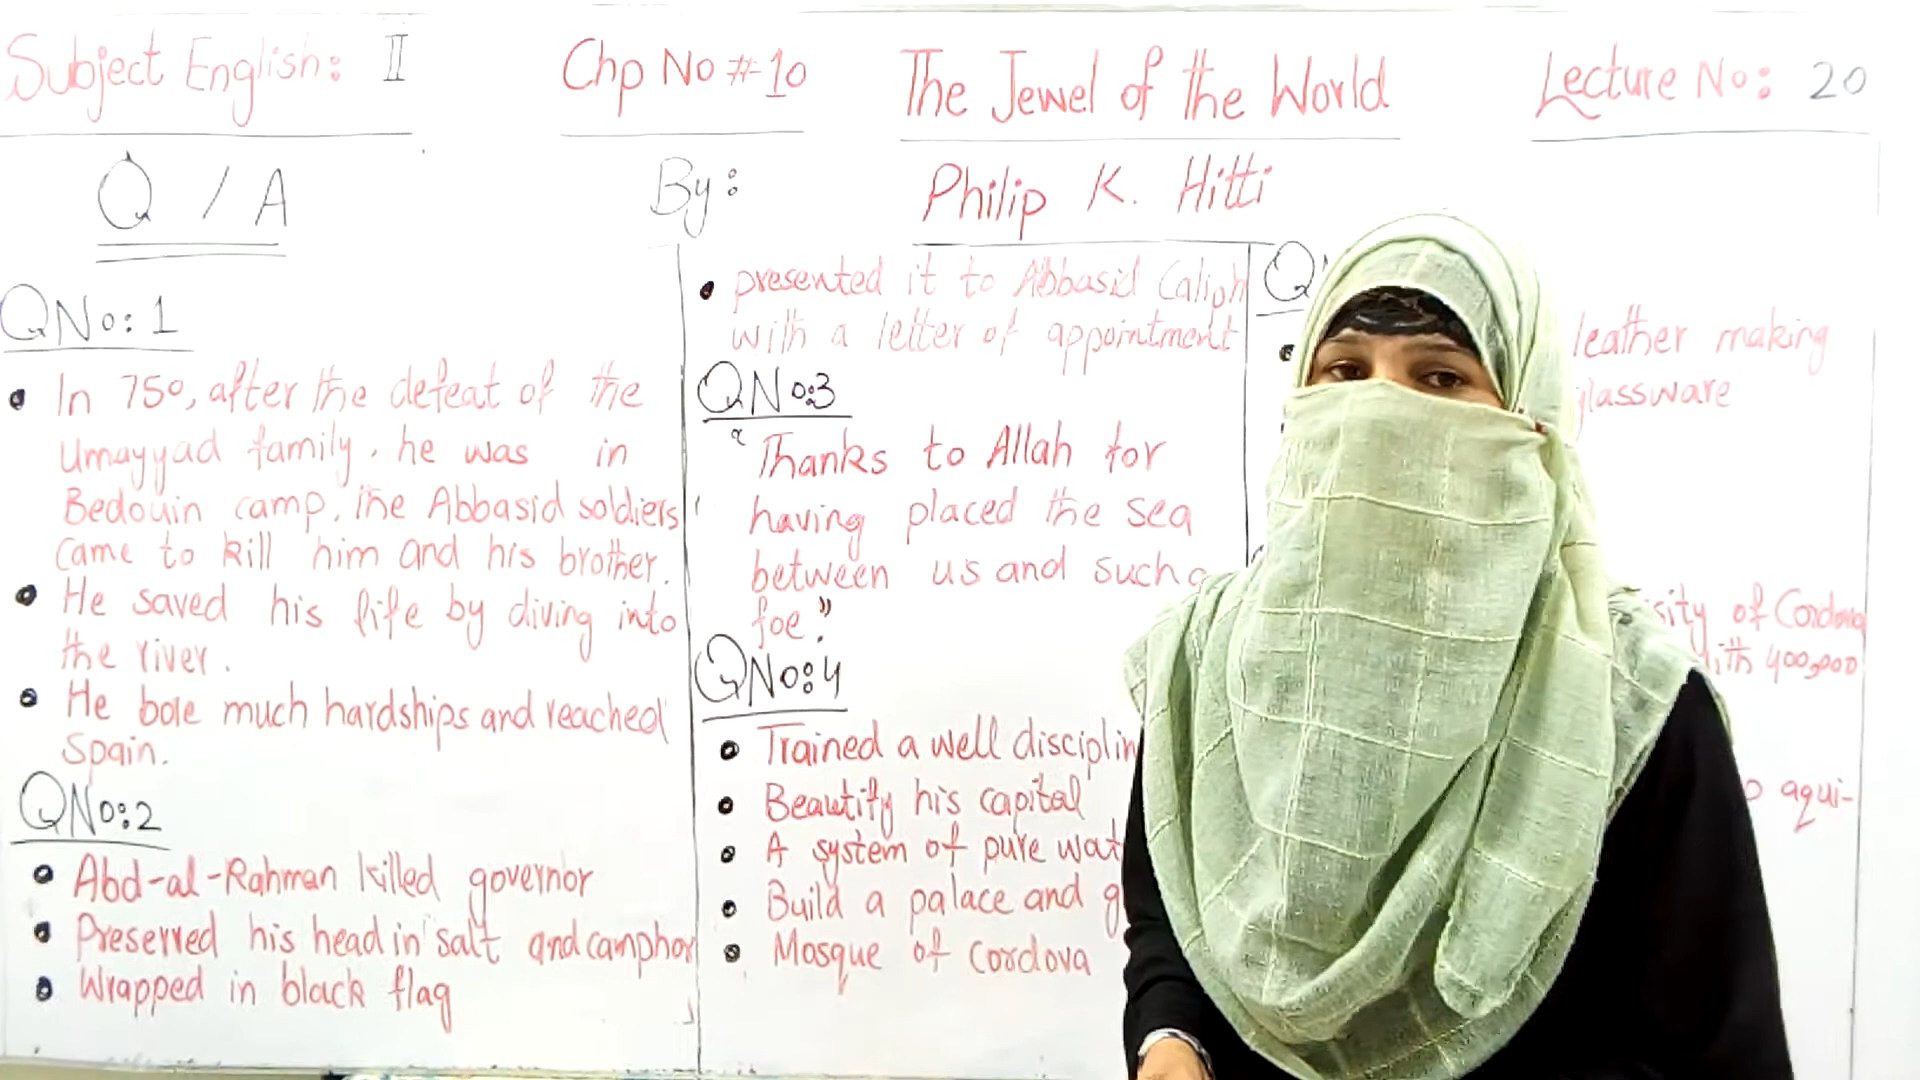 Subject English: II
Chp No # 10
The Jewel of the World
Lecture No: 20
Q / A
By:
Philip K. Hitti
QNo: 1
• In 750, after the defeat of the
Umayyad family, he was in
Bedouin camp, the Abbasid soldiers
came to kill him and his brother.
• He saved his life by diving into
the river.
• He bore much hardships and reached
Spain.
QNo:2
• Abd-al-Rahman killed governor
• Preserved his head in salt and camphor
• Wrapped in black flag
• presented it to Abbasid Caliph
with a letter of appointment
QNo:3
"Thanks to Allah for
having placed the sea
between us and such a
foe."
QNo:4
• Trained a well
• Beautify his capital
• A system of pure
• Build a palace and
• Mosque of Cordova
leather making
glassware
of Cordova
400,000